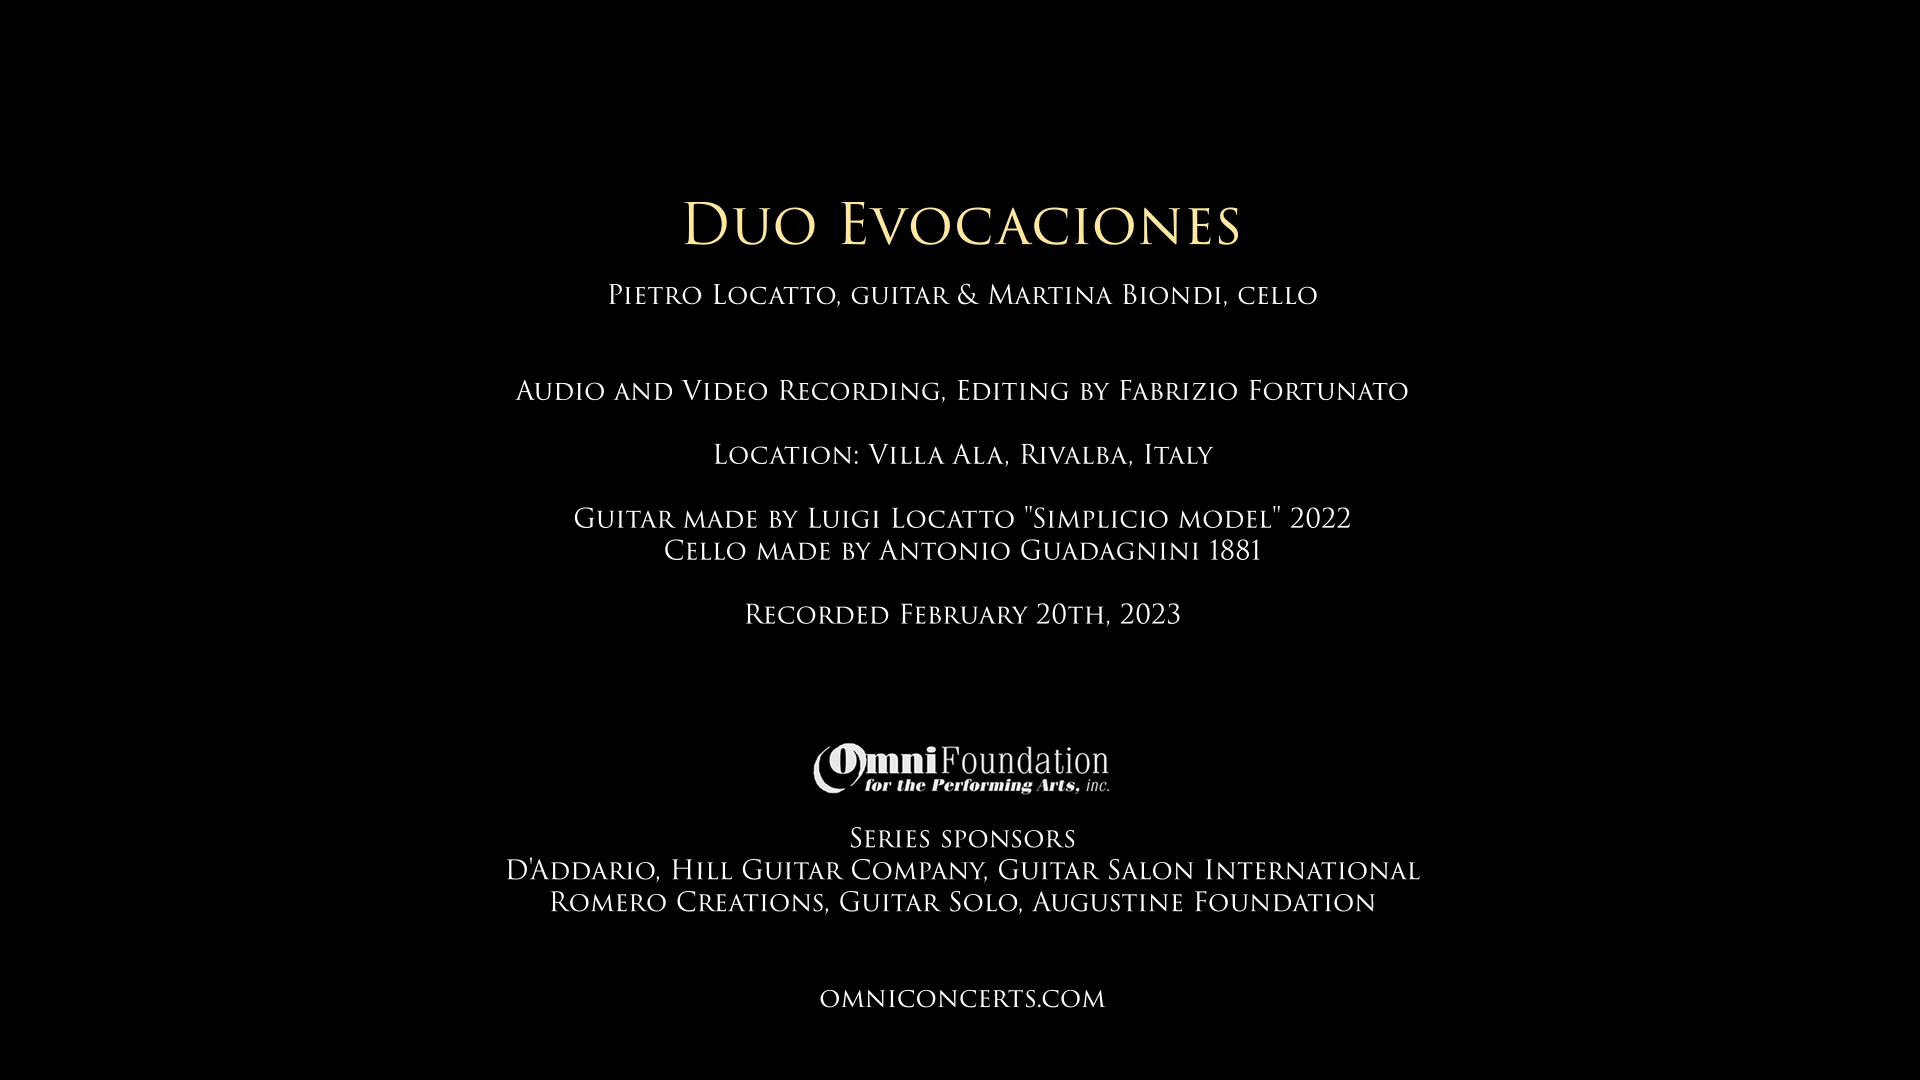 Duo Evocaciones
Pietro Locatto, guitar & Martina Biondi, cello
Audio and Video Recording, Editing by Fabrizio Fortunato
Location: Villa Ala, Rivalba, Italy
Guitar made by Luigi Locatto "Simplicio model" 2022
Cello made by Antonio Guadagnini 1881
Recorded February 20th, 2023
Omni Foundation
for the Performing Arts, inc.
Series sponsors
D'Addario, Hill Guitar Company, Guitar Salon International
Romero Creations, Guitar Solo, Augustine Foundation
omniconcerts.com